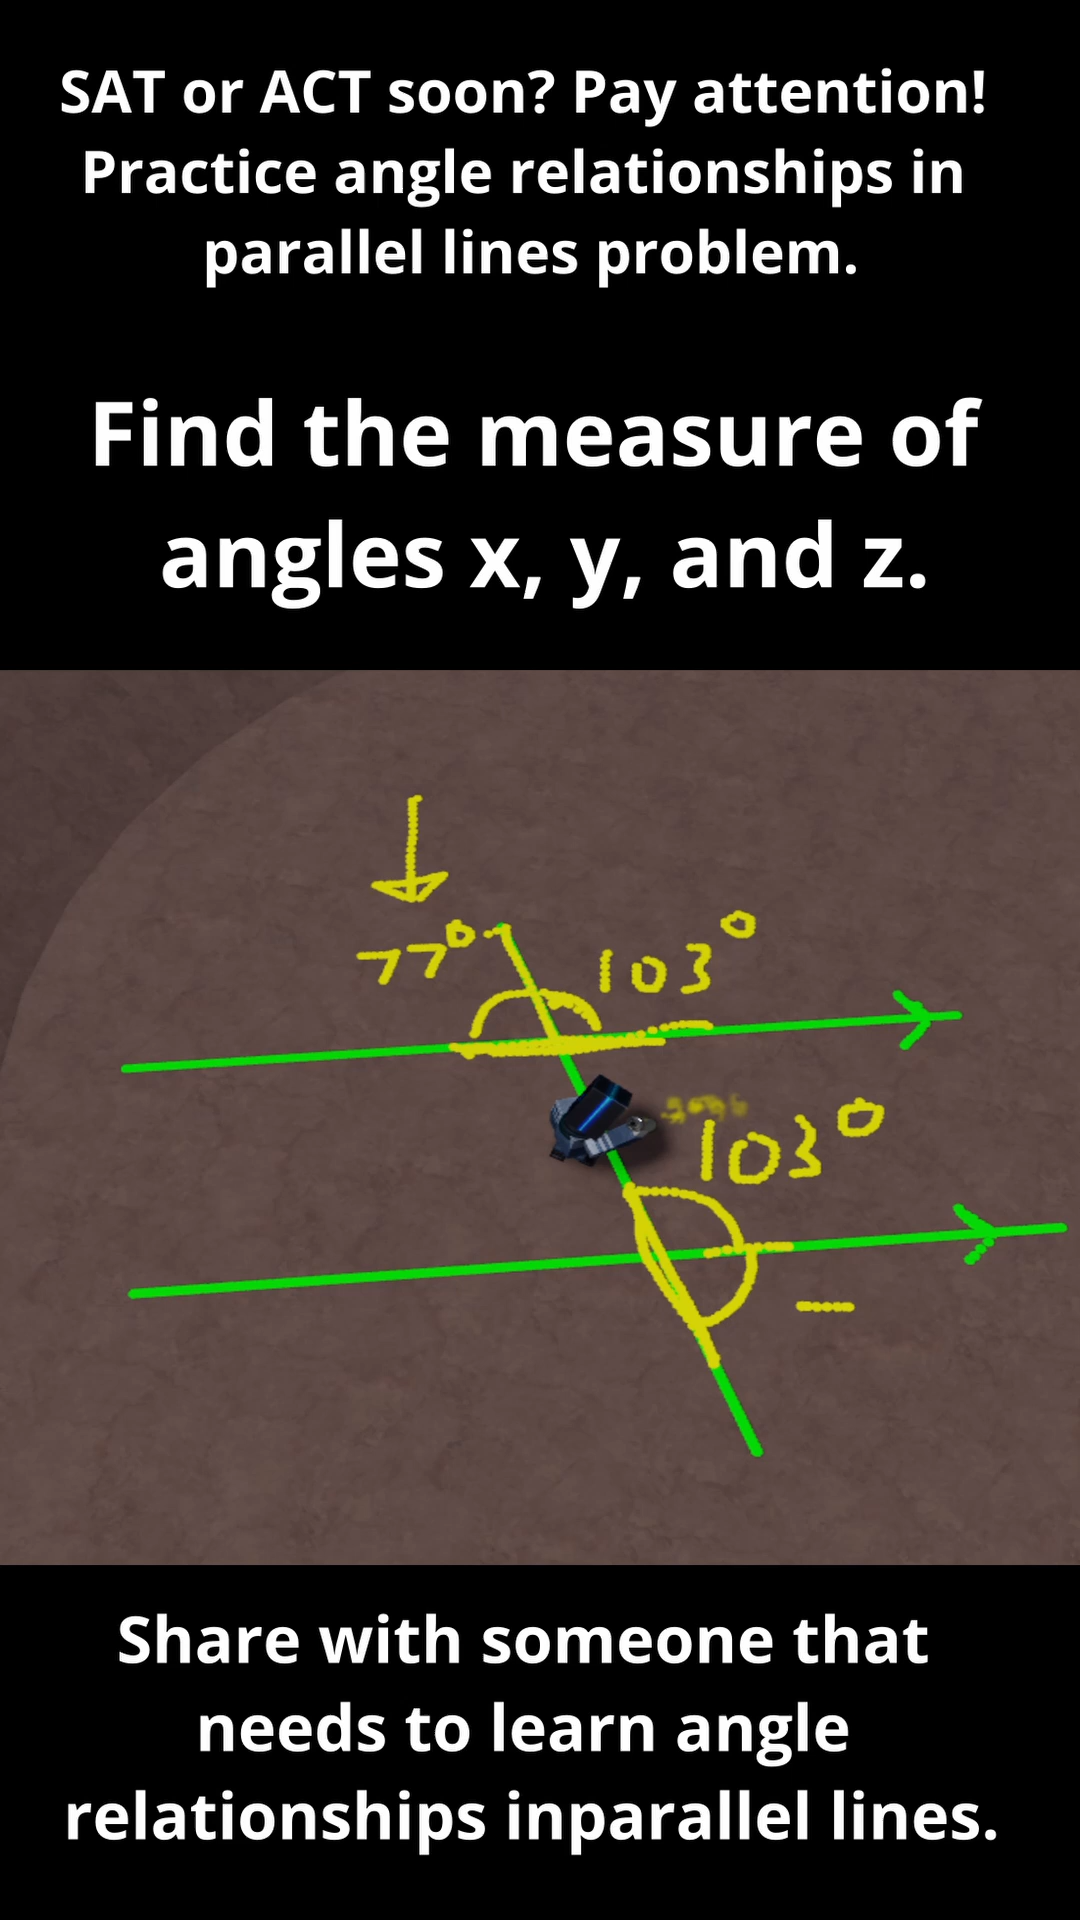 SAT or ACT soon? Pay attention!
Practice angle relationships in
parallel lines problem.
Find the measure of
angles x, y, and z.
77°
103°
103°
Share with someone that
needs to learn angle
relationships inparallel lines.